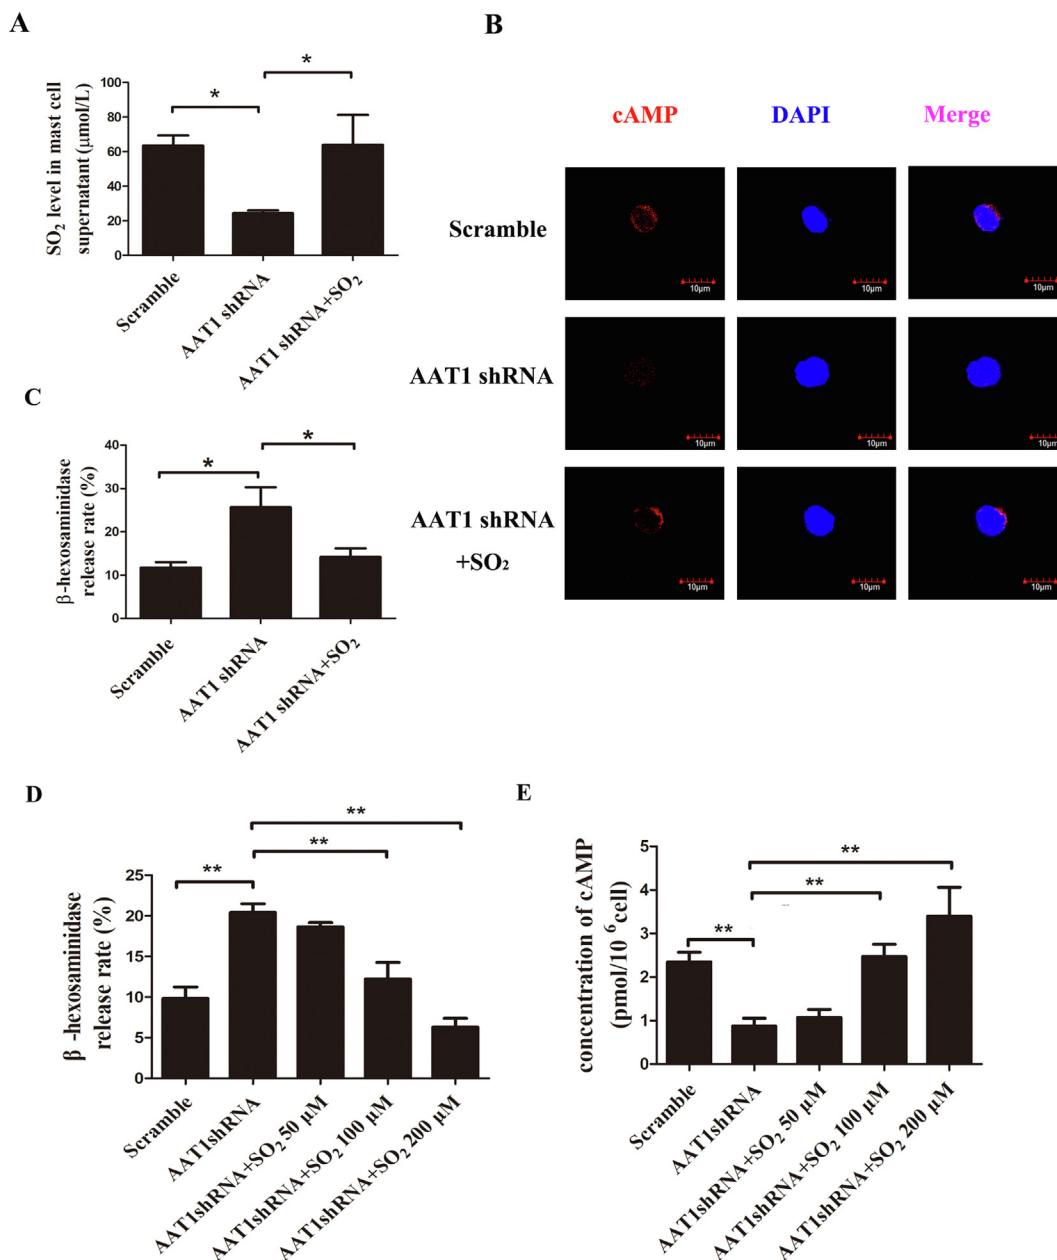 A
SO2 level in mast cell
supernatant (μmol/L)
100
80
60
40
20
0
*
*
Scramble
AAT1 shRNA
AAT1 shRNA+SO2
B
cAMP
DAPI
Merge
Scramble
10μm
10μm
10μm
AAT1 shRNA
10μm
10μm
10μm
AAT1 shRNA
+SO2
10μm
10μm
10μm
C
β-hexosaminidase
release rate (%)
40
30
20
10
0
*
*
Scramble
AAT1 shRNA
AAT1 shRNA+SO2
D
β -hexosaminidase
release rate (%)
25
20
15
10
5
0
**
**
**
Scramble
AAT1shRNA
AAT1shRNA+SO2 50 μM
AAT1shRNA+SO2 100 μM
AAT1shRNA+SO2 200 μM
E
concentration of cAMP
(pmol/10 6 cell)
5
4
3
2
1
0
**
**
**
Scramble
AAT1shRNA
AAT1shRNA+SO2 50 μM
AAT1shRNA+SO2 100 μM
AAT1shRNA+SO2 200 μM